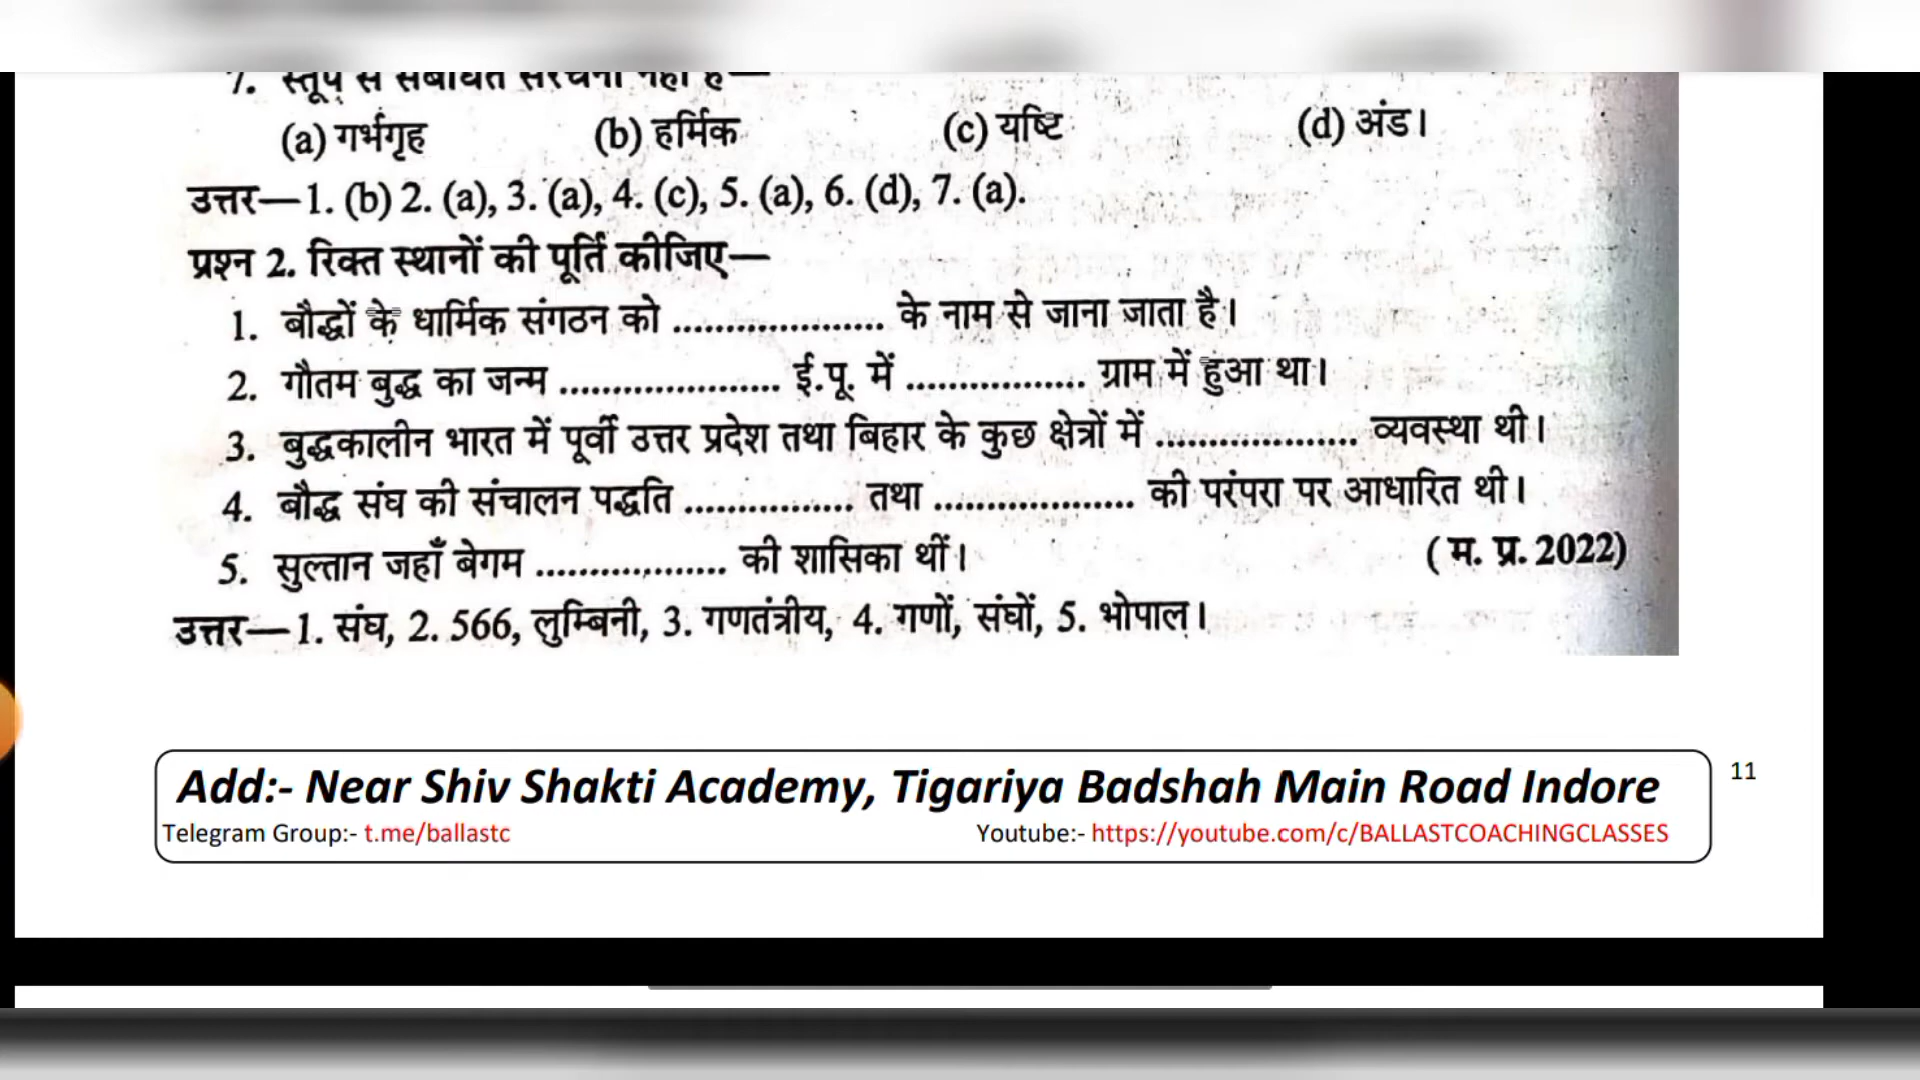 7. स्तूप से संबंधित संरचना नहीं है—
(a) गर्भगृह (b) हर्मिक (c) यष्टि (d) अंड।
उत्तर—1. (b) 2. (a), 3. (a), 4. (c), 5. (a), 6. (d), 7. (a).
प्रश्न 2. रिक्त स्थानों की पूर्ति कीजिए—
1. बौद्धों के धार्मिक संगठन को .................... के नाम से जाना जाता है।
2. गौतम बुद्ध का जन्म ..................... ई.पू. में ................. ग्राम में हुआ था।
3. बुद्धकालीन भारत में पूर्वी उत्तर प्रदेश तथा बिहार के कुछ क्षेत्रों में ................... व्यवस्था थी।
4. बौद्ध संघ की संचालन पद्धति ................ तथा ................... की परंपरा पर आधारित थी।
5. सुल्तान जहाँ बेगम .................. की शासिका थीं। (म. प्र. 2022)
उत्तर—1. संघ, 2. 566, लुम्बिनी, 3. गणतंत्रीय, 4. गणों, संघों, 5. भोपाल।
Add:- Near Shiv Shakti Academy, Tigariya Badshah Main Road Indore
11
Telegram Group:- t.me/ballastc Youtube:- https://youtube.com/c/BALLASTCOACHINGCLASSES